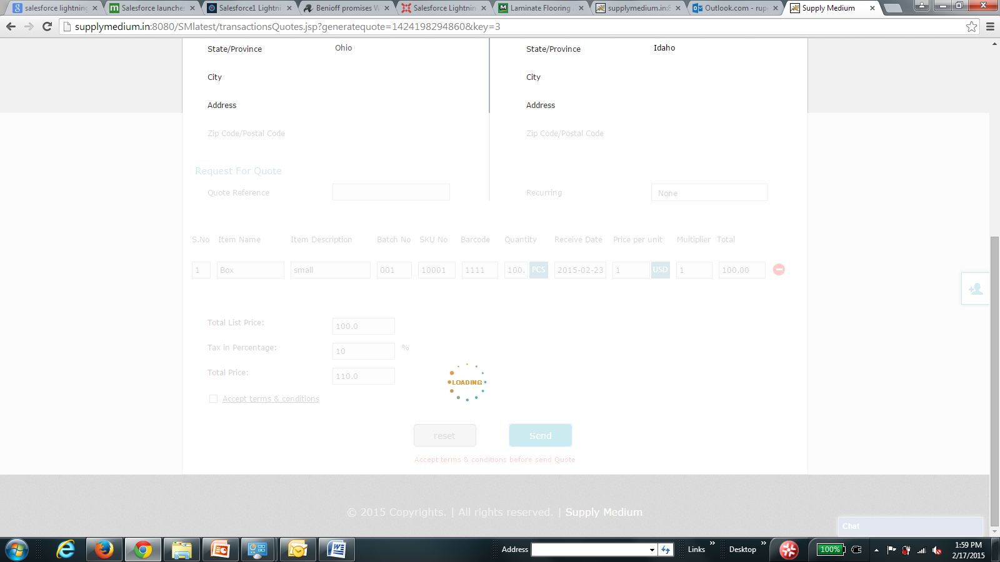 salesforce lightning
Salesforce launches
Salesforce1 Lightni
Benioff promises W
Salesforce Lightnin
Laminate Flooring
supplymedium.in:8
Outlook.com - rup
Supply Medium
supplymedium.in:8080/SMlatest/transactionsQuotes.jsp?generatequote=1424198294860&key=3
State/Province Ohio State/Province Idaho
City City
Address Address
Zip Code/Postal Code Zip Code/Postal Code
Request For Quote
Quote Reference Recurring None
S.No Item Name Item Description Batch No SKU No Barcode Quantity Receive Date Price per unit Multiplier Total
1 Box small 001 10001 1111 100. PCS 2015-02-23 1 USD 1 100.00
Total List Price: 100.0
Tax in Percentage: 10 %
Total Price: 110.0
LOADING
Accept terms & conditions
reset Send
Accept terms & conditions before send Quote
© 2015 Copyrights. | All rights reserved. | Supply Medium
Chat
Address Links » Desktop » 100% 1:59 PM
2/17/2015